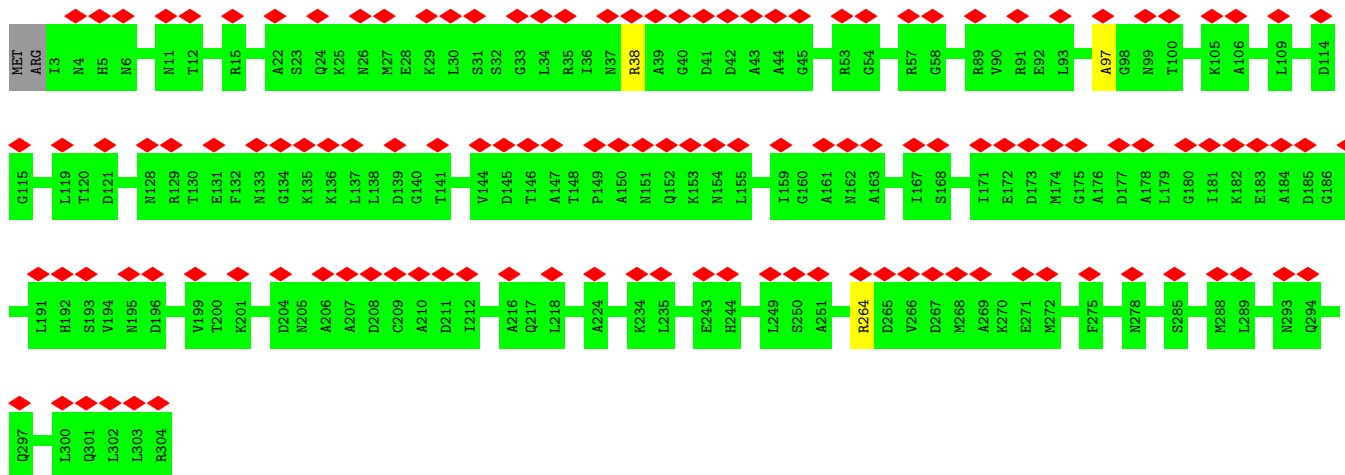 MET ARG I3 N4 H5 N6 N11 T12 R15 A22 S23 Q24 K25 N26 M27 E28 K29 L30 S31 S32 G33 L34 R35 I36 N37 R38 A39 G40 D41 D42 A43 A44 G45 R53 G54 R57 G58 R89 V90 R91 E92 L93 A97 G98 N99 T100 K105 A106 L109 D114
G115 L119 T120 D121 N128 R129 T130 E131 F132 N133 G134 K135 K136 L137 L138 D139 G140 T141 V144 D145 T146 A147 T148 P149 A150 N151 Q152 K153 N154 L155 I159 G160 A161 N162 A163 I167 S168 I171 E172 D173 M174 G175 A176 D177 A178 L179 G180 I181 K182 E183 A184 D185 G186
L191 H192 S193 V194 N195 D196 V199 T200 K201 D204 N205 A206 A207 D208 C209 A210 D211 I212 A216 Q217 L218 A224 K234 L235 E243 H244 L249 S250 A251 R264 D265 V266 D267 M268 A269 K270 E271 M272 F275 N278 S285 M288 L289 N293 Q294
Q297 L300 Q301 L302 L303 R304